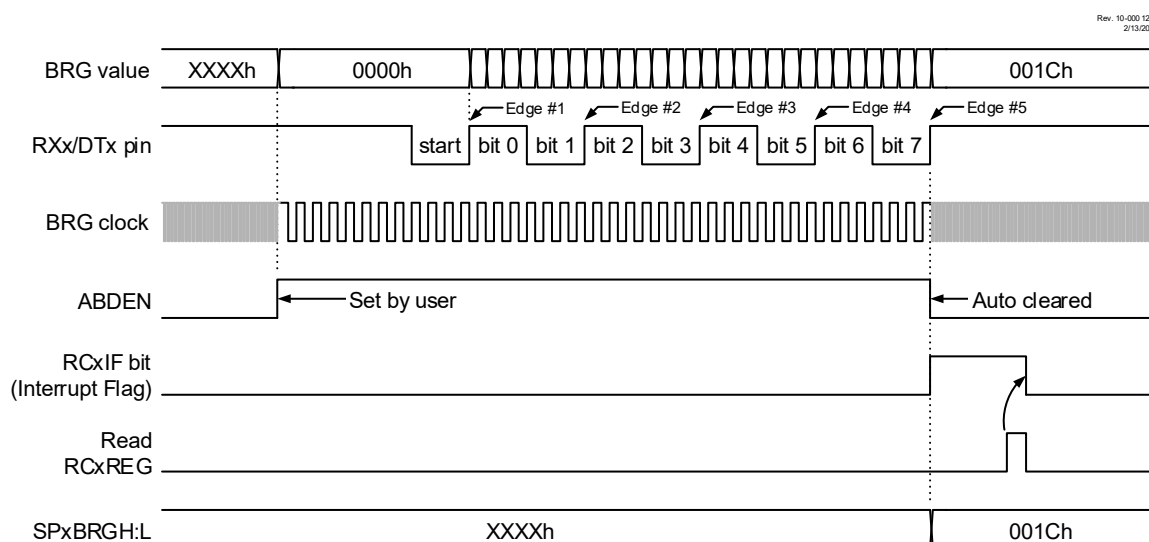 Rev. 10-000 12
2/13/20
BRG value XXXXh 0000h 001Ch
Edge #1 Edge #2 Edge #3 Edge #4 Edge #5
RXx/DTx pin start bit 0 bit 1 bit 2 bit 3 bit 4 bit 5 bit 6 bit 7
BRG clock
ABDEN Set by user Auto cleared
RCxIF bit
(Interrupt Flag)
Read
RCxREG
SPxBRGH:L XXXXh 001Ch